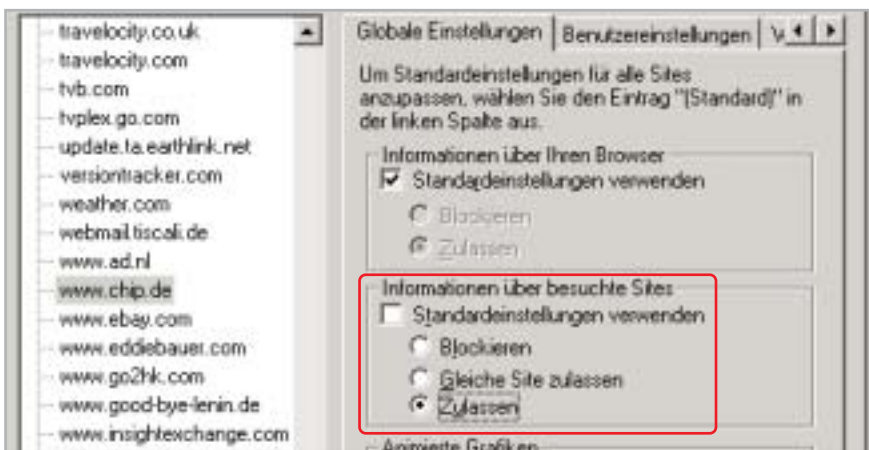 travelocity.co.uk
travelocity.com
tvb.com
tvplex.go.com
update.ta.earthlink.net
versiontracker.com
weather.com
webmail.tiscali.de
www.ad.nl
www.chip.de
www.ebay.com
www.eddiebauer.com
www.go2hk.com
www.good-bye-lenin.de
www.insightexchange.com
Globale Einstellungen
Benutzereinstellungen
Um Standardeinstellungen für alle Sites
anzupassen, wählen Sie den Eintrag "(Standard)" in
der linken Spalte aus.
Informationen über Ihren Browser
Standardeinstellungen verwenden
Blockieren
Zulassen
Informationen über besuchte Sites
Standardeinstellungen verwenden
Blockieren
Gleiche Site zulassen
Zulassen
Animierte Grafiken